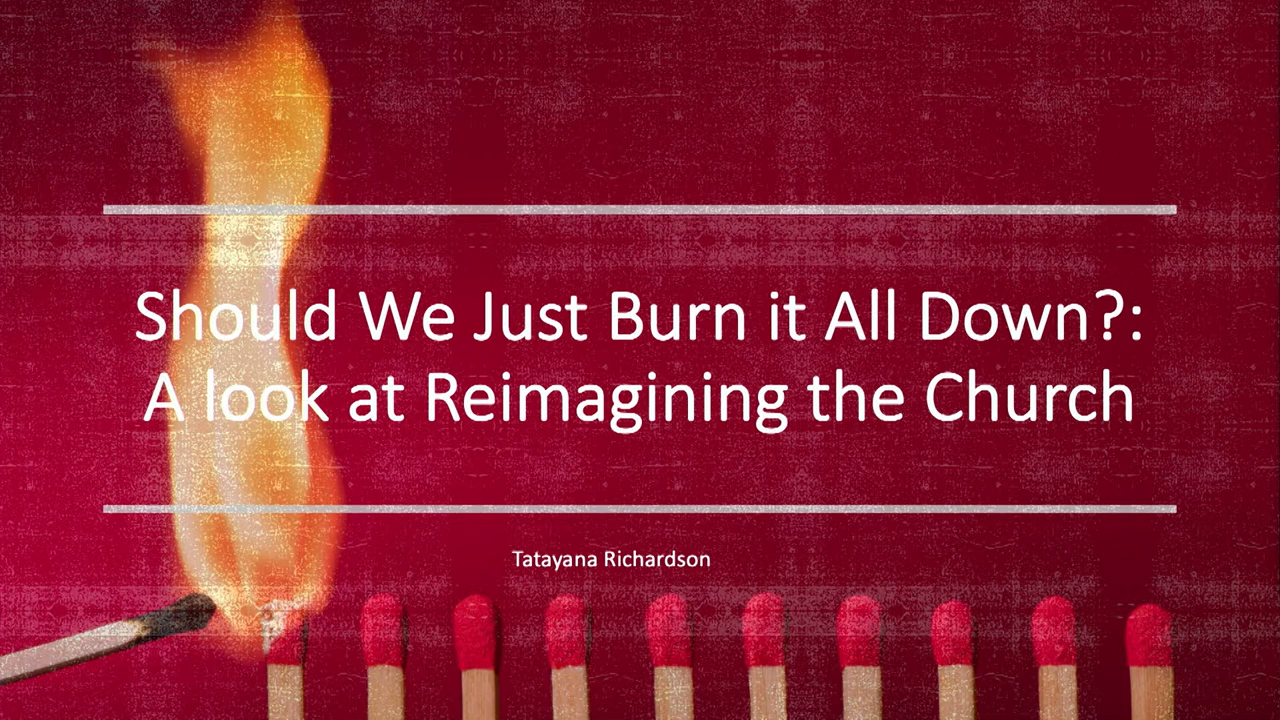 Should We Just Burn it All Down?:
A look at Reimagining the Church
Tatayana Richardson